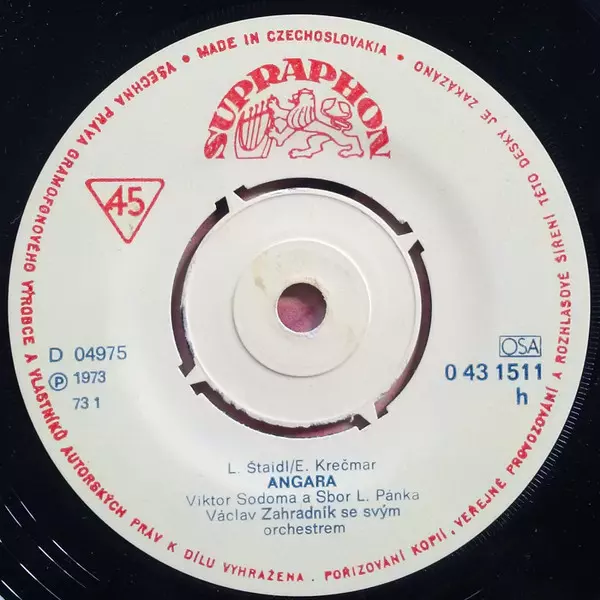 VŠECHNA PRÁVA GRAMOFONOVÉHO VÝROBCE A VLASTNÍKŮ AUTORSKÝCH PRÁV K DÍLU VYHRAŽENA . POŘIZOVÁNÍ KOPIÍ, VEŘEJNÉ PROVOZOVÁNÍ A ROZHLASOVÉ ŠÍŘENÍ TÉTO DESKY JE ZAKÁZÁNO
• MADE IN CZECHOSLOVAKIA •
SUPRAPHON
45
D 04975
Ⓟ 1973
73 1
OSA
0 43 1511
h
L. Štaidl/E. Krečmar
ANGARA
Viktor Sodoma a Sbor L. Pánka
Václav Zahradník se svým
orchestrem